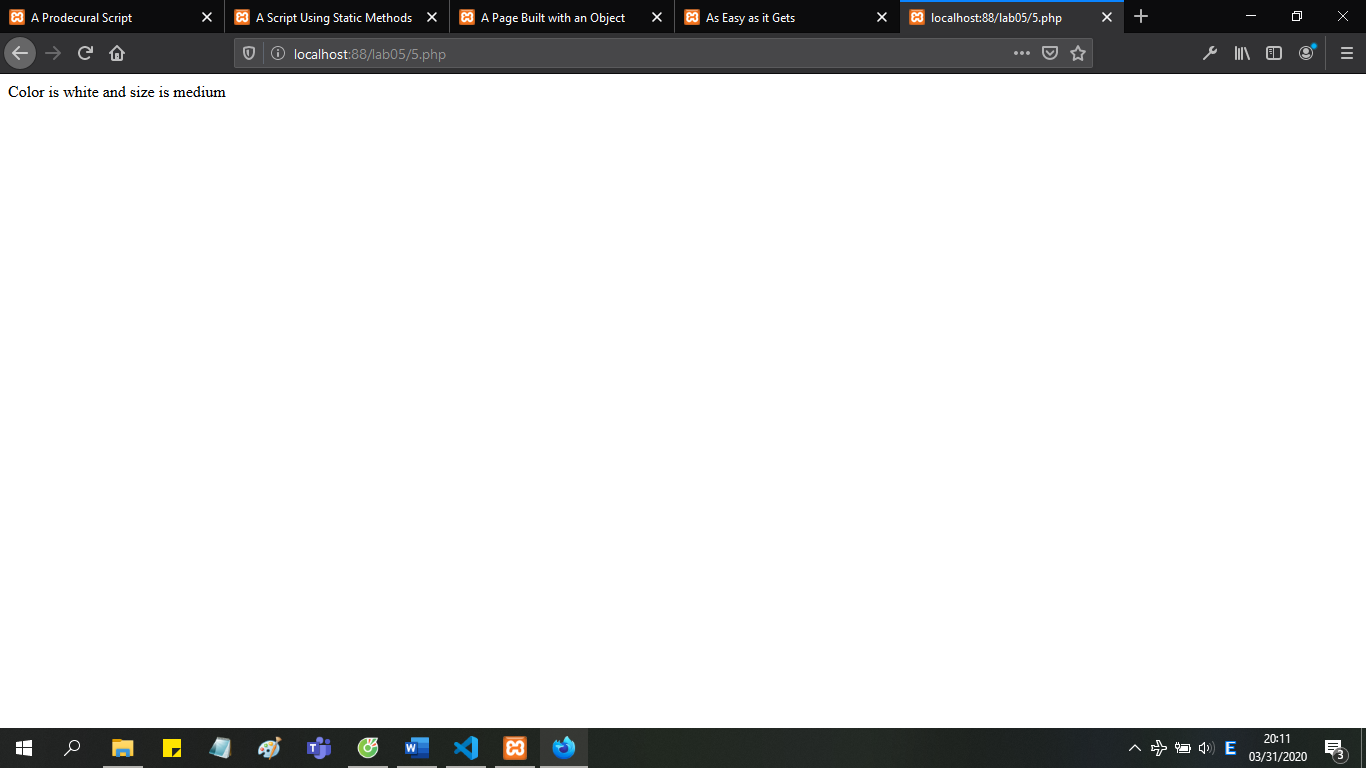 A Prodecural Script
A Script Using Static Methods
A Page Built with an Object
As Easy as it Gets
localhost:88/lab05/5.php
localhost:88/lab05/5.php
Color is white and size is medium
E
20:11
03/31/2020
3